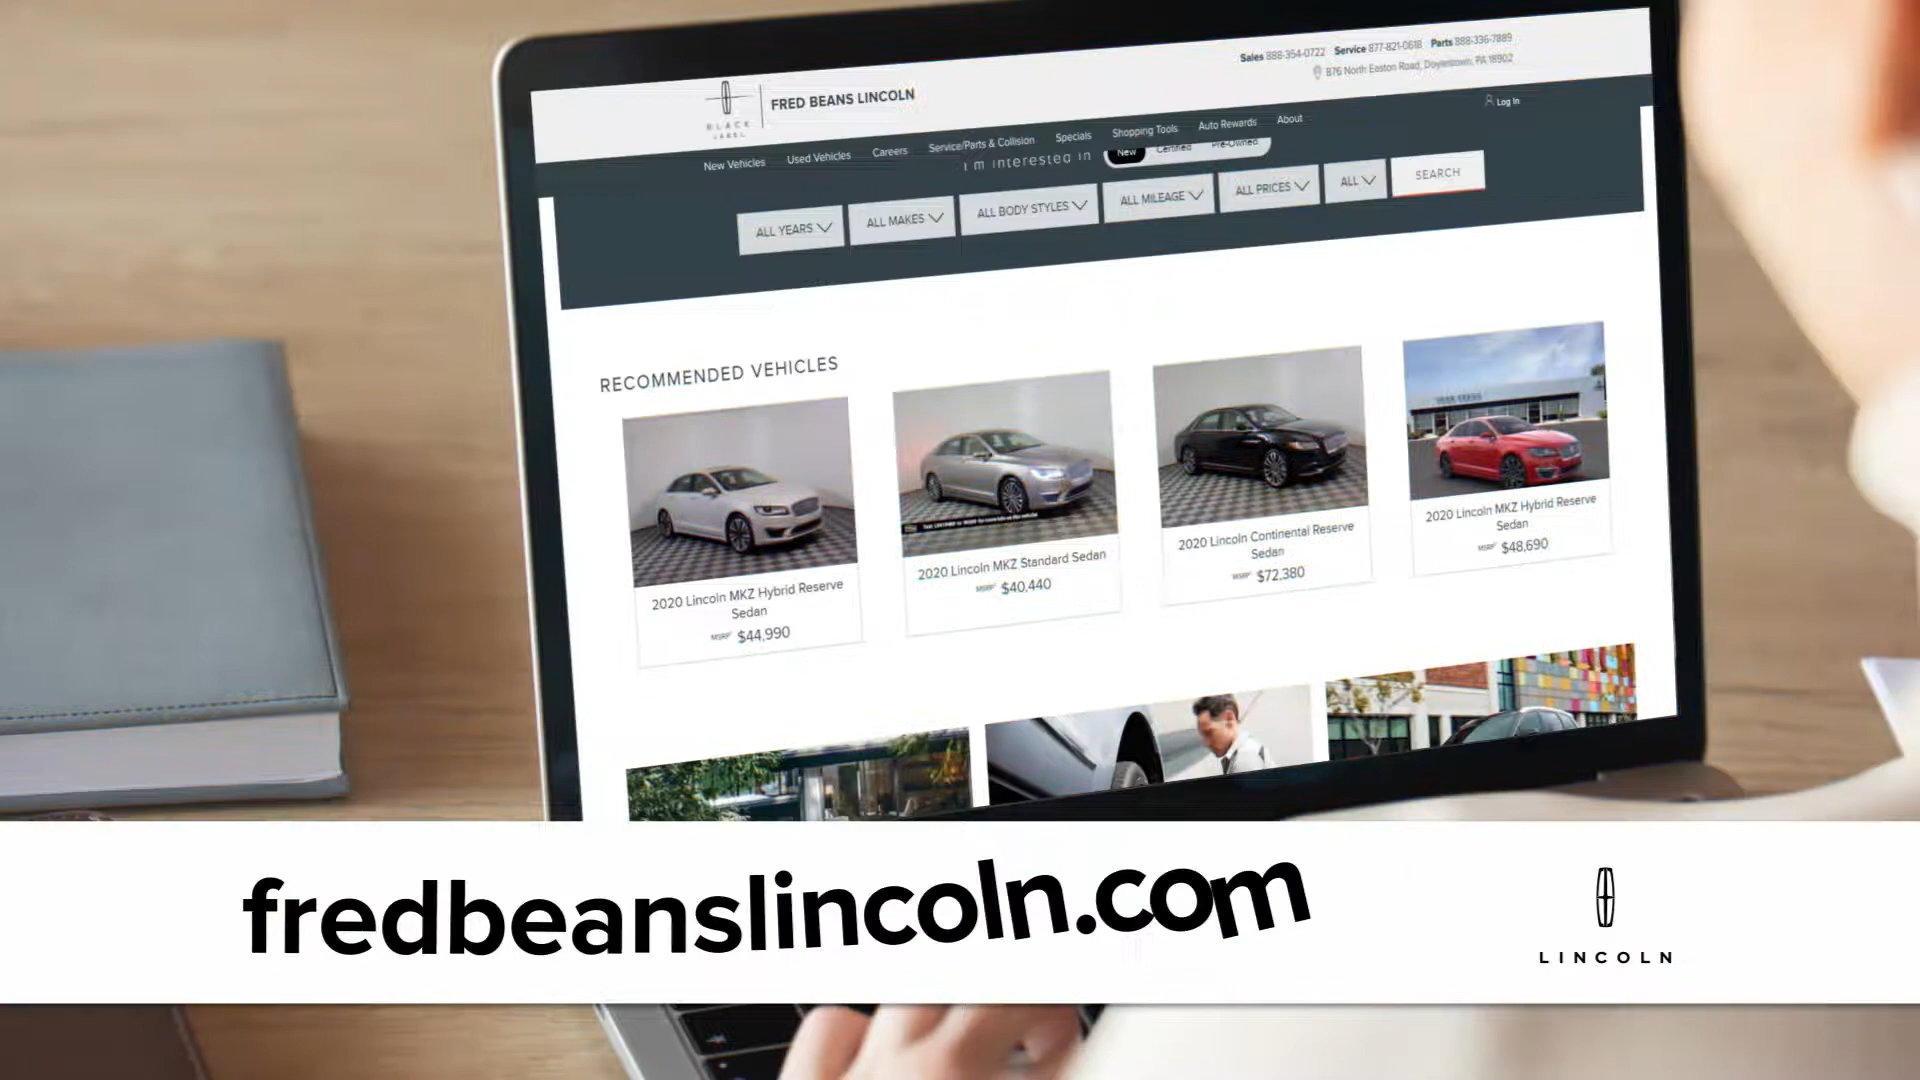 Sales 888-354-0722 Service 877-821-0618 Parts 888-336-7889
876 North Easton Road, Doylestown, PA 18902
BLACK
LABEL
FRED BEANS LINCOLN
Log In
New Vehicles Used Vehicles Careers Service/Parts & Collision Specials Shopping Tools Auto Rewards About
I'm interested in New Certified Pre-Owned
ALL YEARS ALL MAKES ALL BODY STYLES ALL MILEAGE ALL PRICES ALL SEARCH
RECOMMENDED VEHICLES
2020 Lincoln MKZ Hybrid Reserve
Sedan
MSRP $44,990
2020 Lincoln MKZ Standard Sedan
MSRP $40,440
2020 Lincoln Continental Reserve
Sedan
MSRP $72,380
2020 Lincoln MKZ Hybrid Reserve
Sedan
MSRP $48,690
fredbeanslincoln.com
LINCOLN